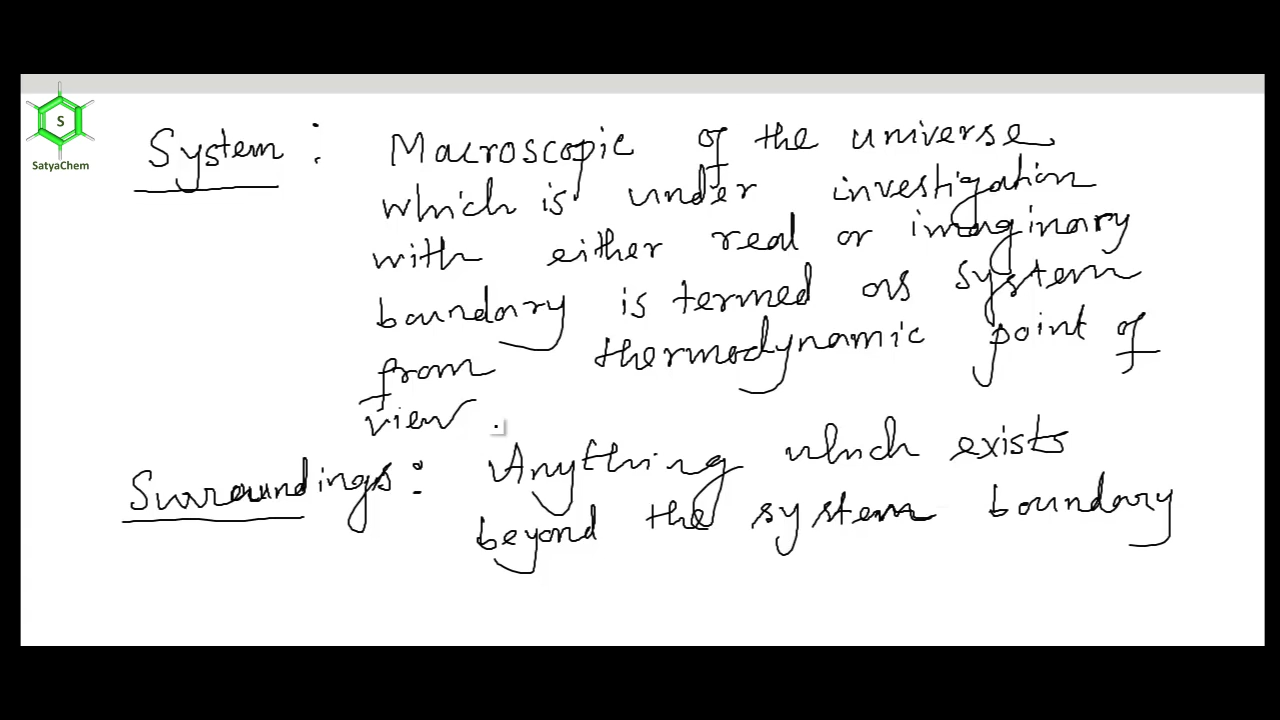 S
SatyaChem
System : Macroscopic of the universe
which is under investigation
with either real or imaginary
boundary is termed as system
from thermodynamic point of
view.
Surroundings : Anything which exists
beyond the system boundary